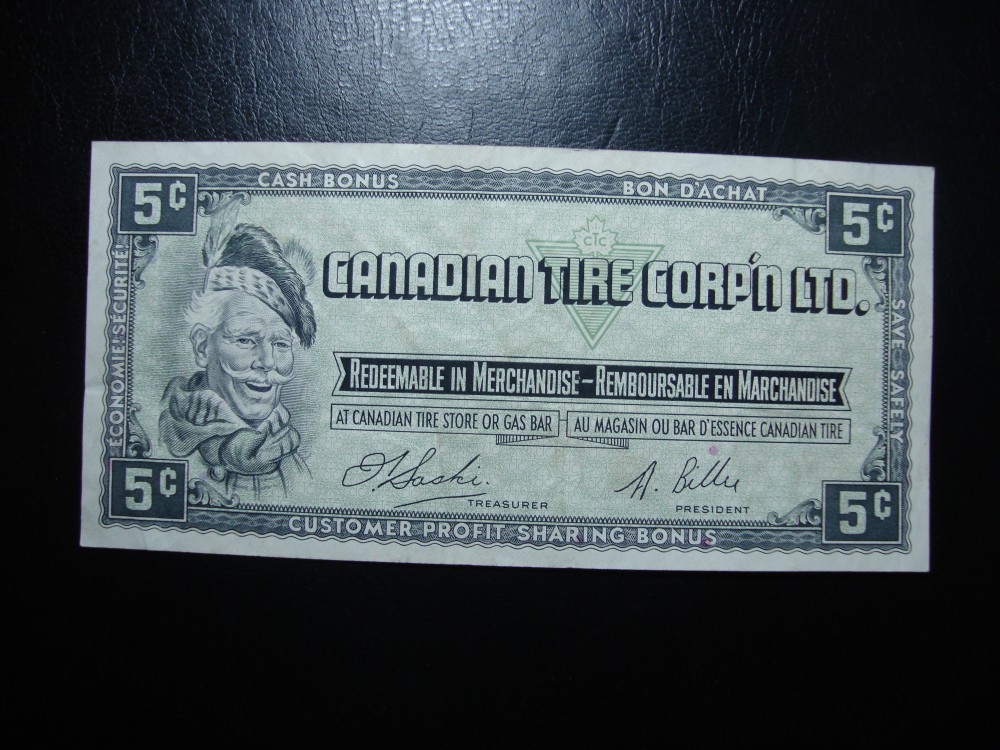 5¢ CASH BONUS BON D'ACHAT 5¢
ÉCONOMIE! SÉCURITÉ!
SAVE-SAFELY
CTC
CANADIAN TIRE CORP'N LTD.
REDEEMABLE IN MERCHANDISE–REMBOURSABLE EN MARCHANDISE
AT CANADIAN TIRE STORE OR GAS BAR AU MAGASIN OU BAR D'ESSENCE CANADIAN TIRE
TREASURER PRESIDENT
5¢ CUSTOMER PROFIT SHARING BONUS 5¢